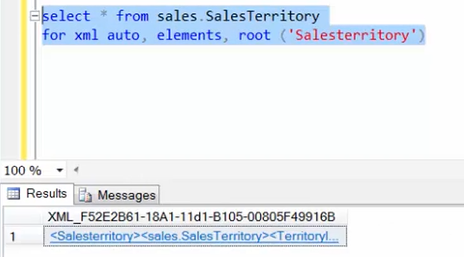 select * from sales.SalesTerritory
for xml auto, elements, root ('Salesterritory')
100 %
Results Messages
XML_F52E2B61-18A1-11d1-B105-00805F49916B
1 <Salesterritory><sales.SalesTerritory><TerritoryI...